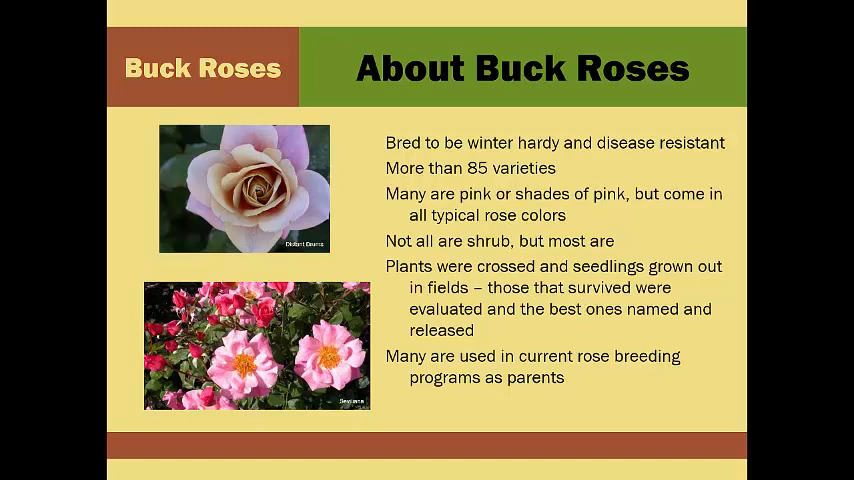 Buck Roses
About Buck Roses
Distant Drums
Sevilliana
Bred to be winter hardy and disease resistant
More than 85 varieties
Many are pink or shades of pink, but come in
all typical rose colors
Not all are shrub, but most are
Plants were crossed and seedlings grown out
in fields – those that survived were
evaluated and the best ones named and
released
Many are used in current rose breeding
programs as parents